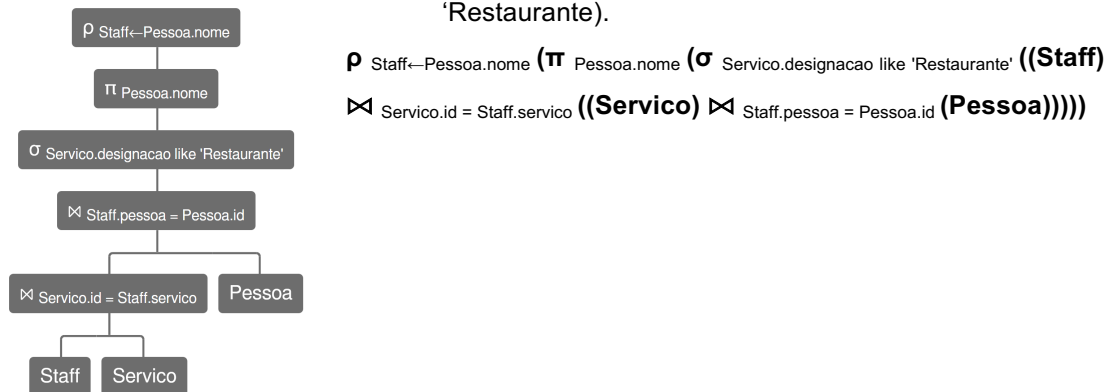 ‘Restaurante).
ρ Staff←Pessoa.nome (π Pessoa.nome (σ Servico.designacao like 'Restaurante' ((Staff)
⋈ Servico.id = Staff.servico ((Servico) ⋈ Staff.pessoa = Pessoa.id (Pessoa)))))
ρ Staff←Pessoa.nome
π Pessoa.nome
σ Servico.designacao like 'Restaurante'
⋈ Staff.pessoa = Pessoa.id
⋈ Servico.id = Staff.servico
Pessoa
Staff
Servico